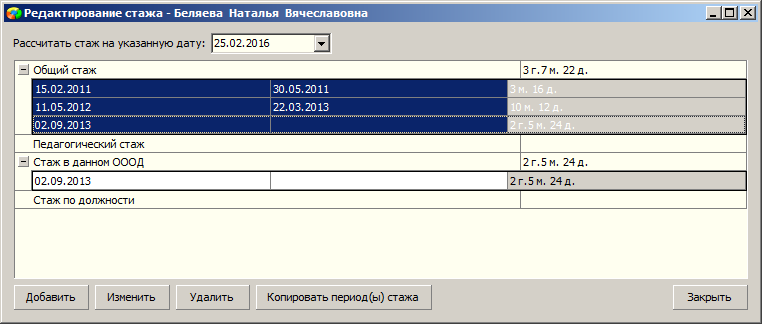 Редактирование стажа - Беляева Наталья Вячеславовна
Рассчитать стаж на указанную дату: 25.02.2016
Общий стаж 3 г.7 м. 22 д.
15.02.2011 30.05.2011 3 м. 16 д.
11.05.2012 22.03.2013 10 м. 12 д.
02.09.2013 2 г.5 м. 24 д.
Педагогический стаж
Стаж в данном ОООД 2 г.5 м. 24 д.
02.09.2013 2 г.5 м. 24 д.
Стаж по должности
Добавить Изменить Удалить Копировать период(ы) стажа Закрыть